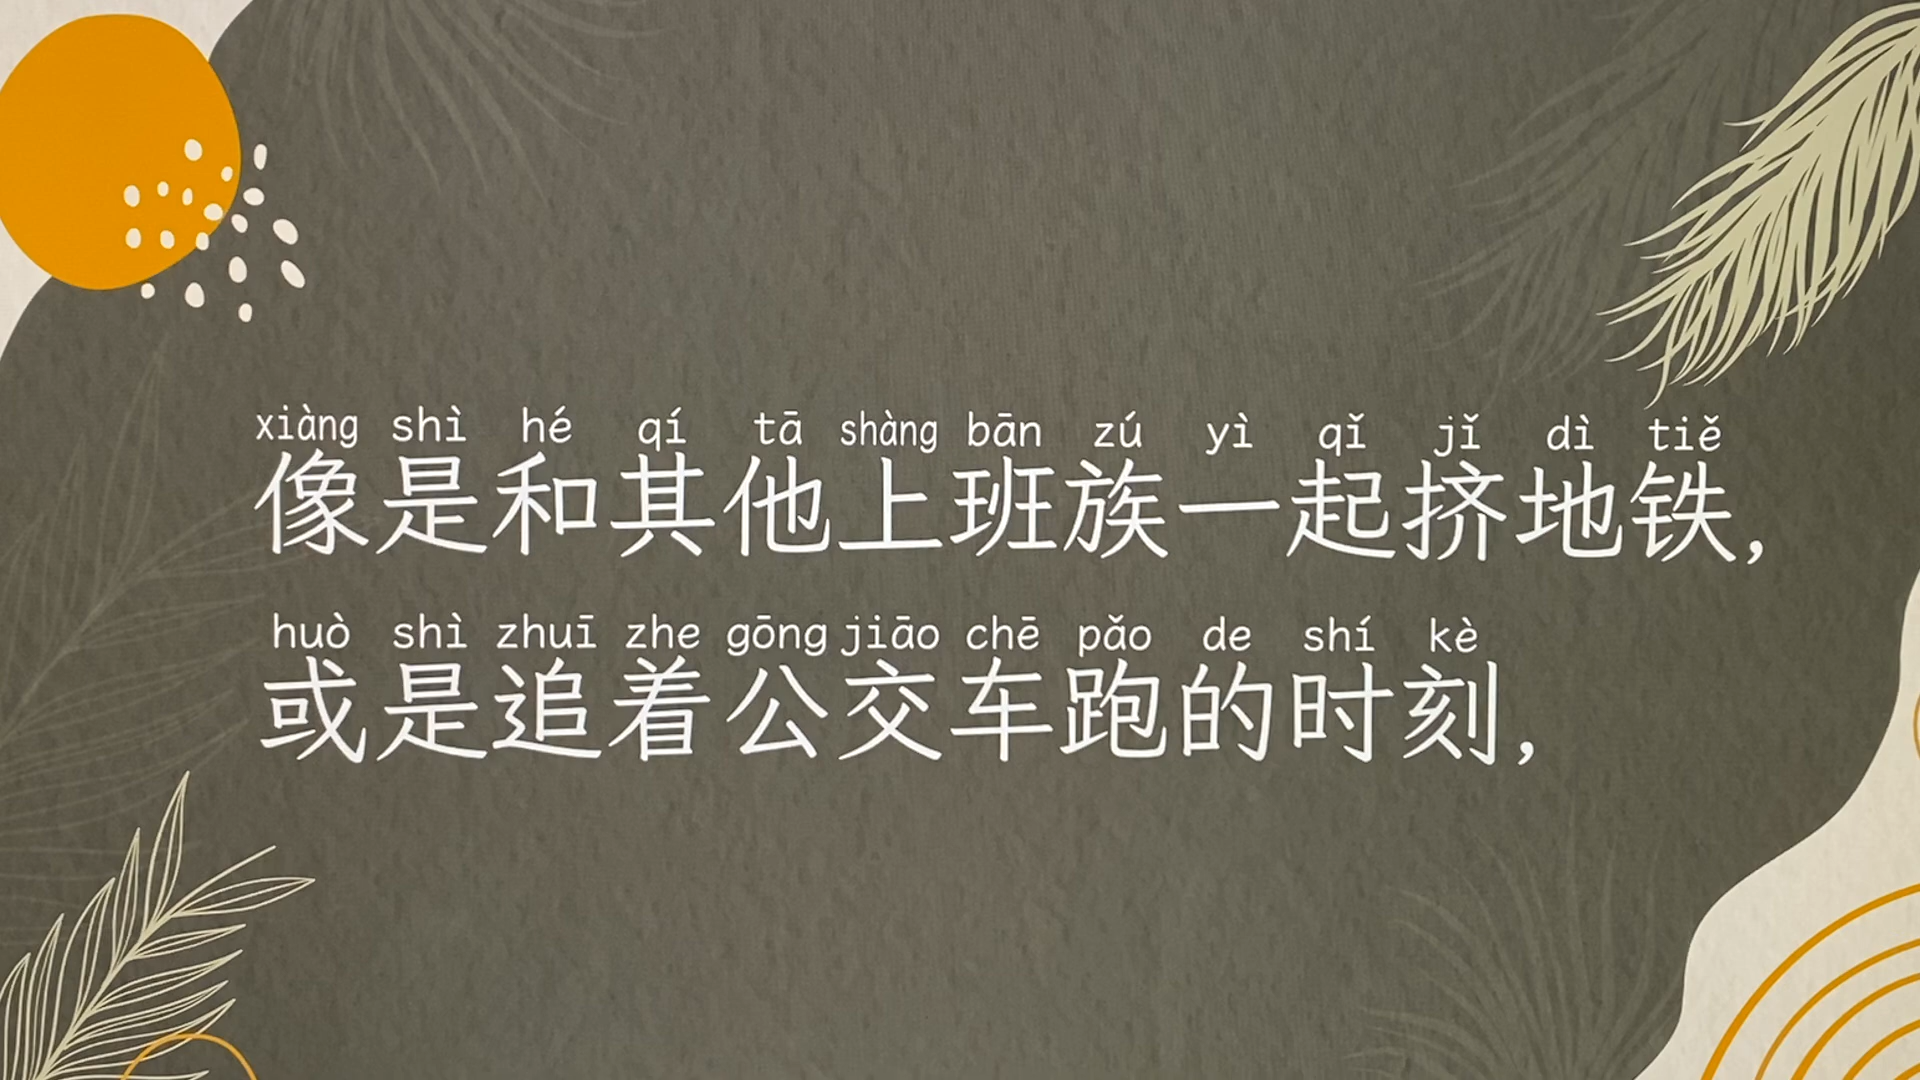 xiàng shì hé qí tā shàng bān zú yì qǐ jǐ dì tiě
像是和其他上班族一起挤地铁,
huò shì zhuī zhe gōng jiāo chē pǎo de shí kè
或是追着公交车跑的时刻,